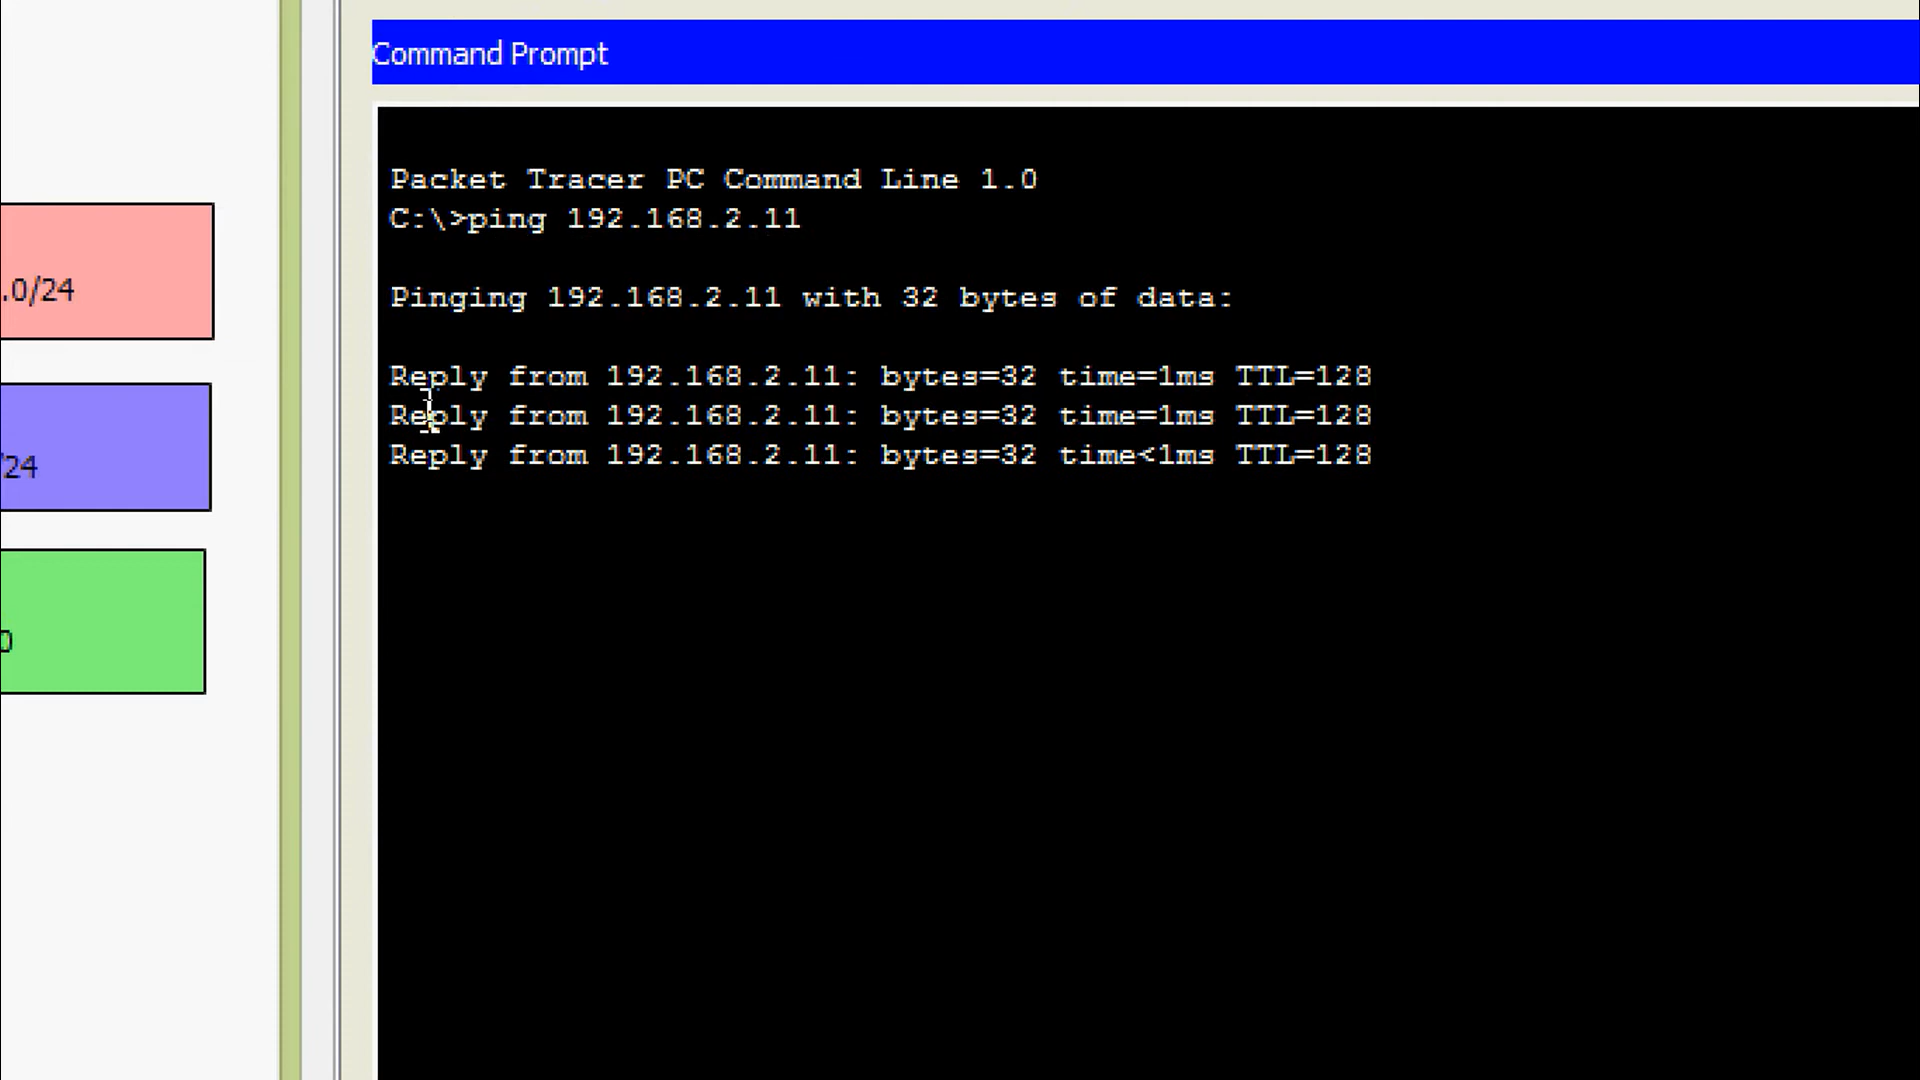 Command Prompt
Packet Tracer PC Command Line 1.0
C:\>ping 192.168.2.11
Pinging 192.168.2.11 with 32 bytes of data:
Reply from 192.168.2.11: bytes=32 time=1ms TTL=128
Reply from 192.168.2.11: bytes=32 time=1ms TTL=128
Reply from 192.168.2.11: bytes=32 time<1ms TTL=128
.0/24
/24
0